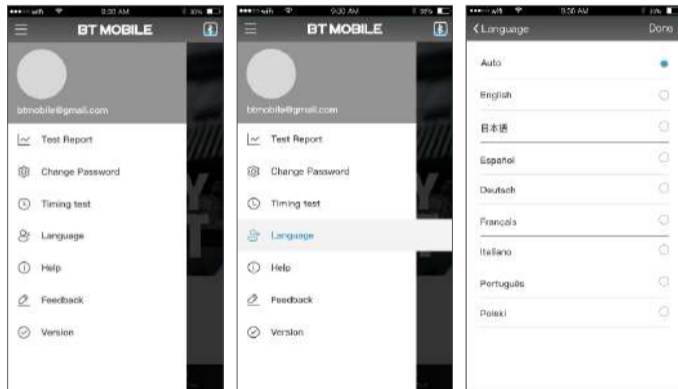 9:30 AM
BT MOBILE
btmobile@gmail.com
Test Report
Change Password
Timing test
Language
Help
Feedback
Version
9:30 AM
BT MOBILE
btmobile@gmail.com
Test Report
Change Password
Timing test
Language
Help
Feedback
Version
9:30 AM
Language
Done
Auto
English
日本语
Español
Deutsch
Français
Italiano
Português
Polski